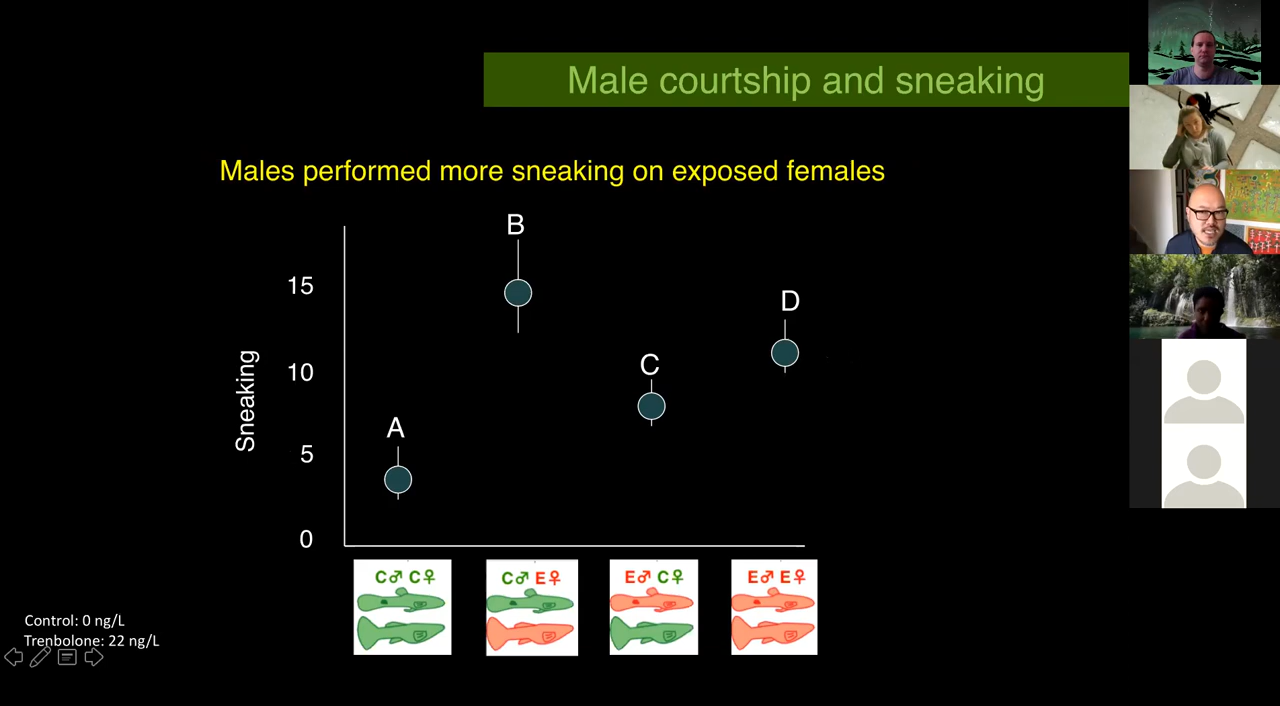 Male courtship and sneaking
Males performed more sneaking on exposed females
B
15
D
C
10
Sneaking
A
5
0
C♂ C♀
C♂ E♀
E♂ C♀
E♂ E♀
Control: 0 ng/L
Trenbolone: 22 ng/L